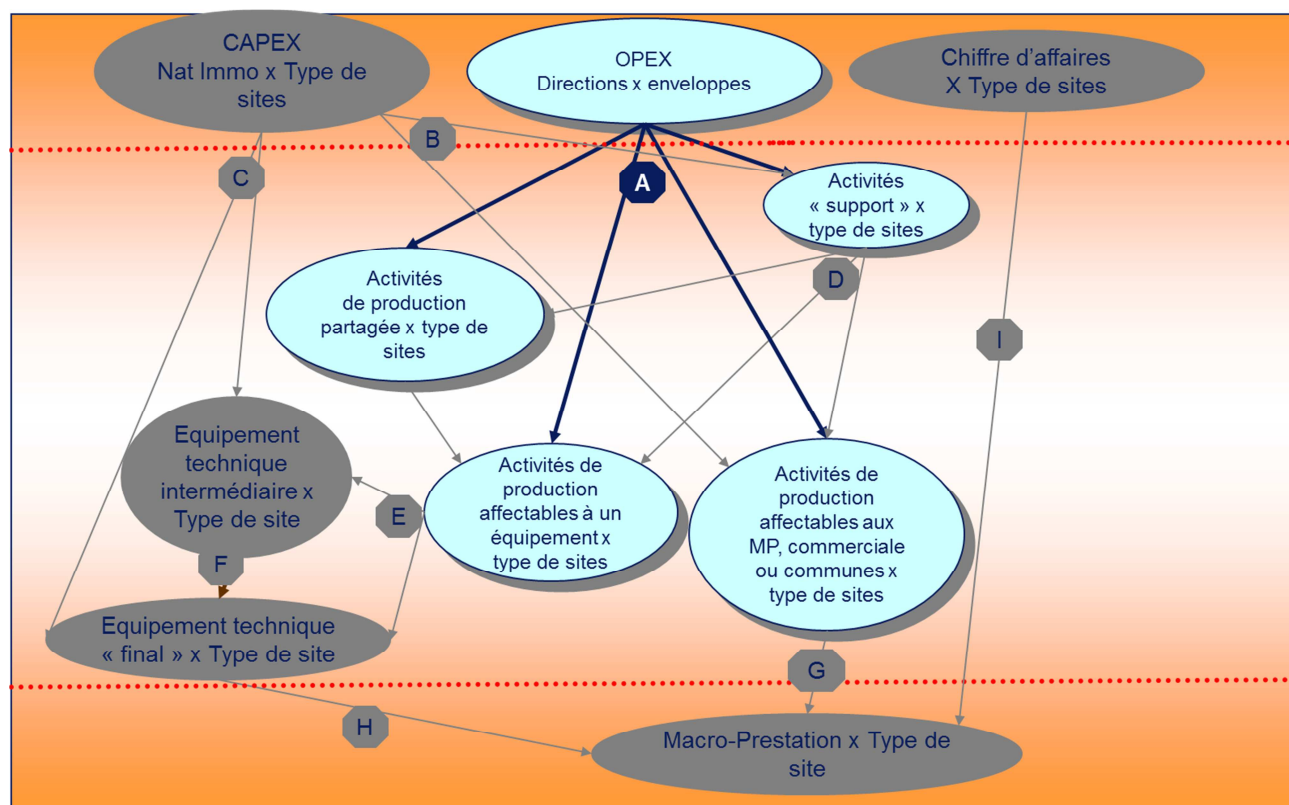 CAPEX
Nat Immo x Type de
sites
OPEX
Directions x enveloppes
Chiffre d’affaires
X Type de sites
B
C
A
Activités
« support » x
type de sites
D
Activités
de production
partagée x type de
sites
I
Equipement
technique
intermédiaire x
Type de site
E
Activités de
production
affectables à un
équipement x
type de sites
Activités de
production
affectables aux
MP, commerciale
ou communes x
type de sites
F
Equipement technique
« final » x Type de site
G
H
Macro-Prestation x Type de
site